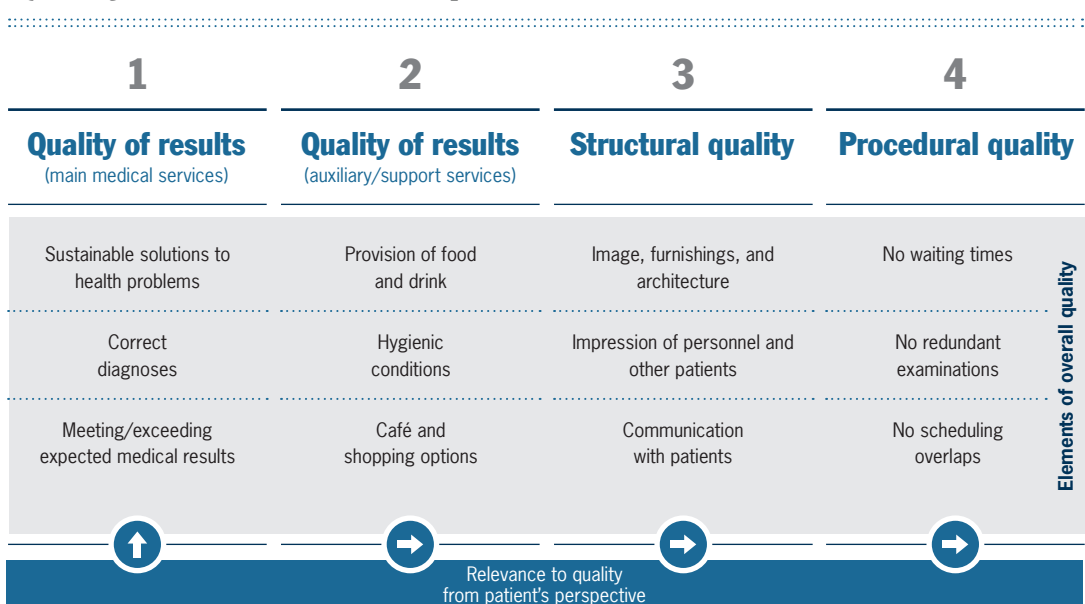 1
Quality of results
(main medical services)
Sustainable solutions to
health problems
Correct
diagnoses
Meeting/exceeding
expected medical results
2
Quality of results
(auxiliary/support services)
Provision of food
and drink
Hygienic
conditions
Café and
shopping options
3
Structural quality
Image, furnishings, and
architecture
Impression of personnel and
other patients
Communication
with patients
4
Procedural quality
No waiting times
No redundant
examinations
No scheduling
overlaps
Elements of overall quality
Relevance to quality
from patient's perspective